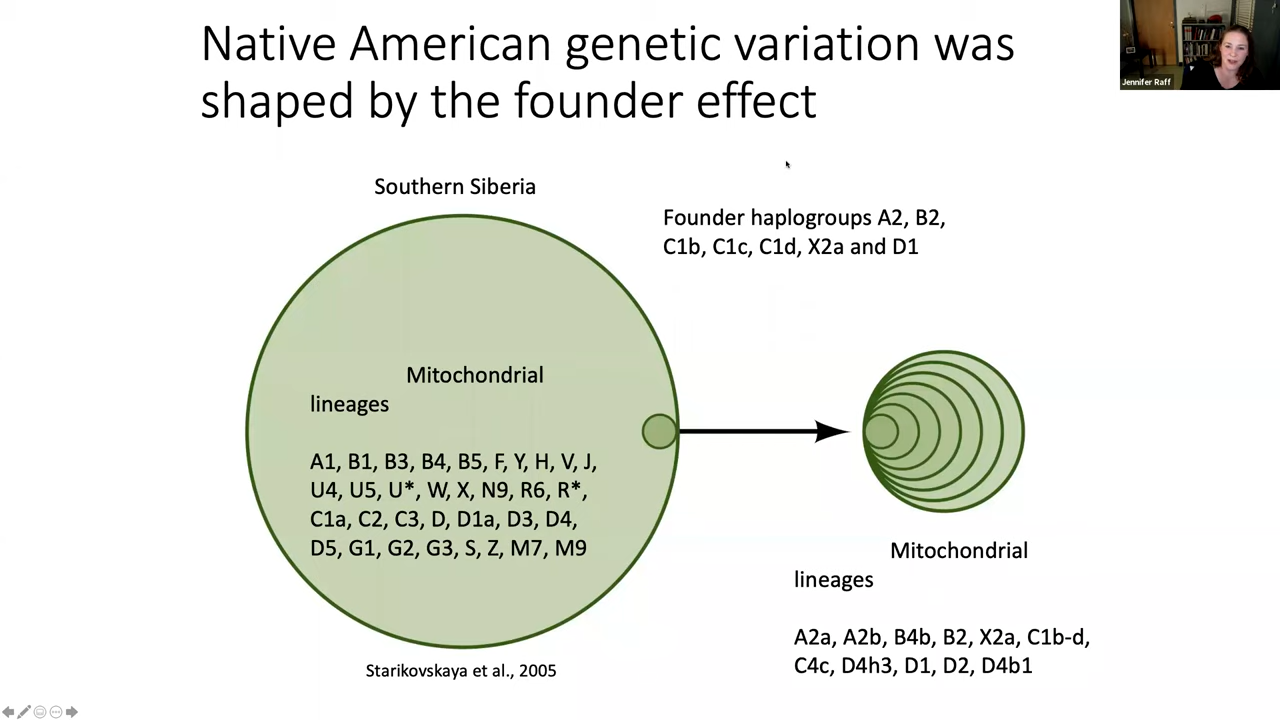 Native American genetic variation was
shaped by the founder effect
Jennifer Raff
Southern Siberia
Founder haplogroups A2, B2,
C1b, C1c, C1d, X2a and D1
Mitochondrial
lineages
A1, B1, B3, B4, B5, F, Y, H, V, J,
U4, U5, U*, W, X, N9, R6, R*,
C1a, C2, C3, D, D1a, D3, D4,
D5, G1, G2, G3, S, Z, M7, M9
Starikovskaya et al., 2005
Mitochondrial
lineages
A2a, A2b, B4b, B2, X2a, C1b-d,
C4c, D4h3, D1, D2, D4b1